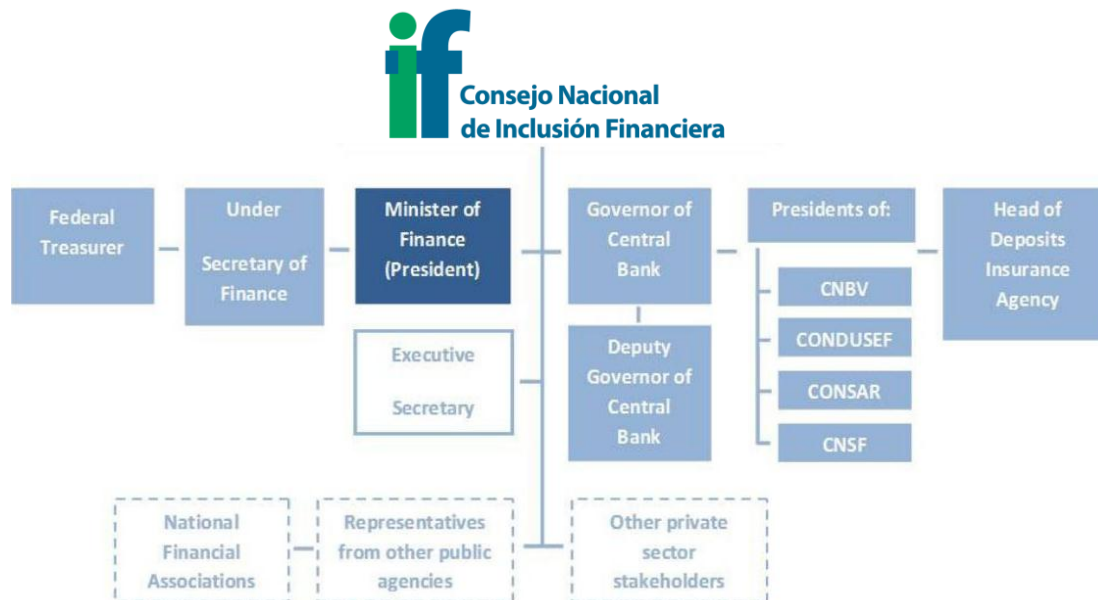 if
Consejo Nacional
de Inclusión Financiera
Federal
Treasurer
Under
Secretary of
Finance
Minister of
Finance
(President)
Governor of
Central
Bank
Presidents of:
Head of
Deposits
Insurance
Agency
CNBV
CONDUSEF
CONSAR
CNSF
Executive
Secretary
Deputy
Governor of
Central
Bank
National
Financial
Associations
Representatives
from other public
agencies
Other private
sector
stakeholders